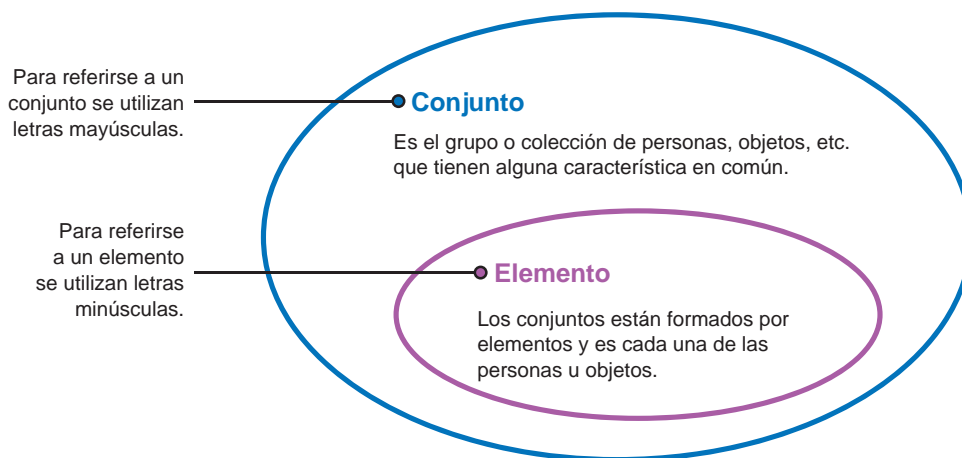 Para referirse a un
conjunto se utilizan
letras mayúsculas.
Conjunto
Es el grupo o colección de personas, objetos, etc.
que tienen alguna característica en común.
Para referirse
a un elemento
se utilizan letras
minúsculas.
Elemento
Los conjuntos están formados por
elementos y es cada una de las
personas u objetos.